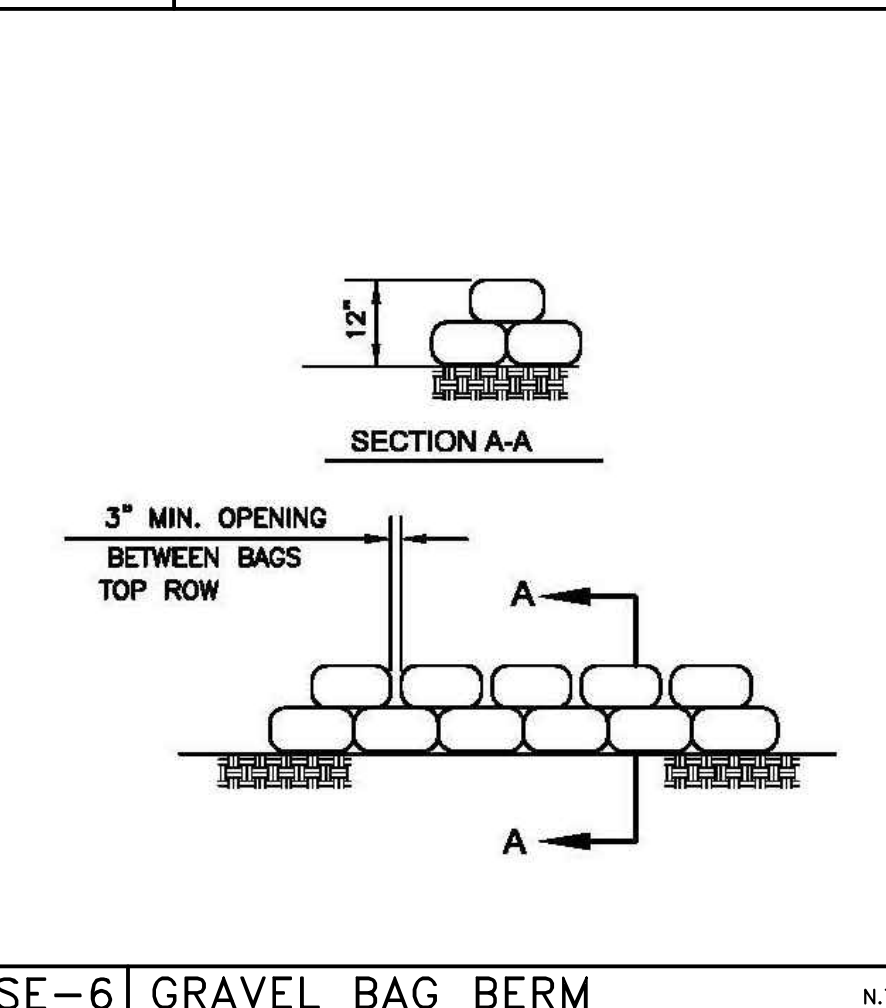 12"
SECTION A-A
3" MIN. OPENING
BETWEEN BAGS
TOP ROW
A
A
SE-6 GRAVEL BAG BERM